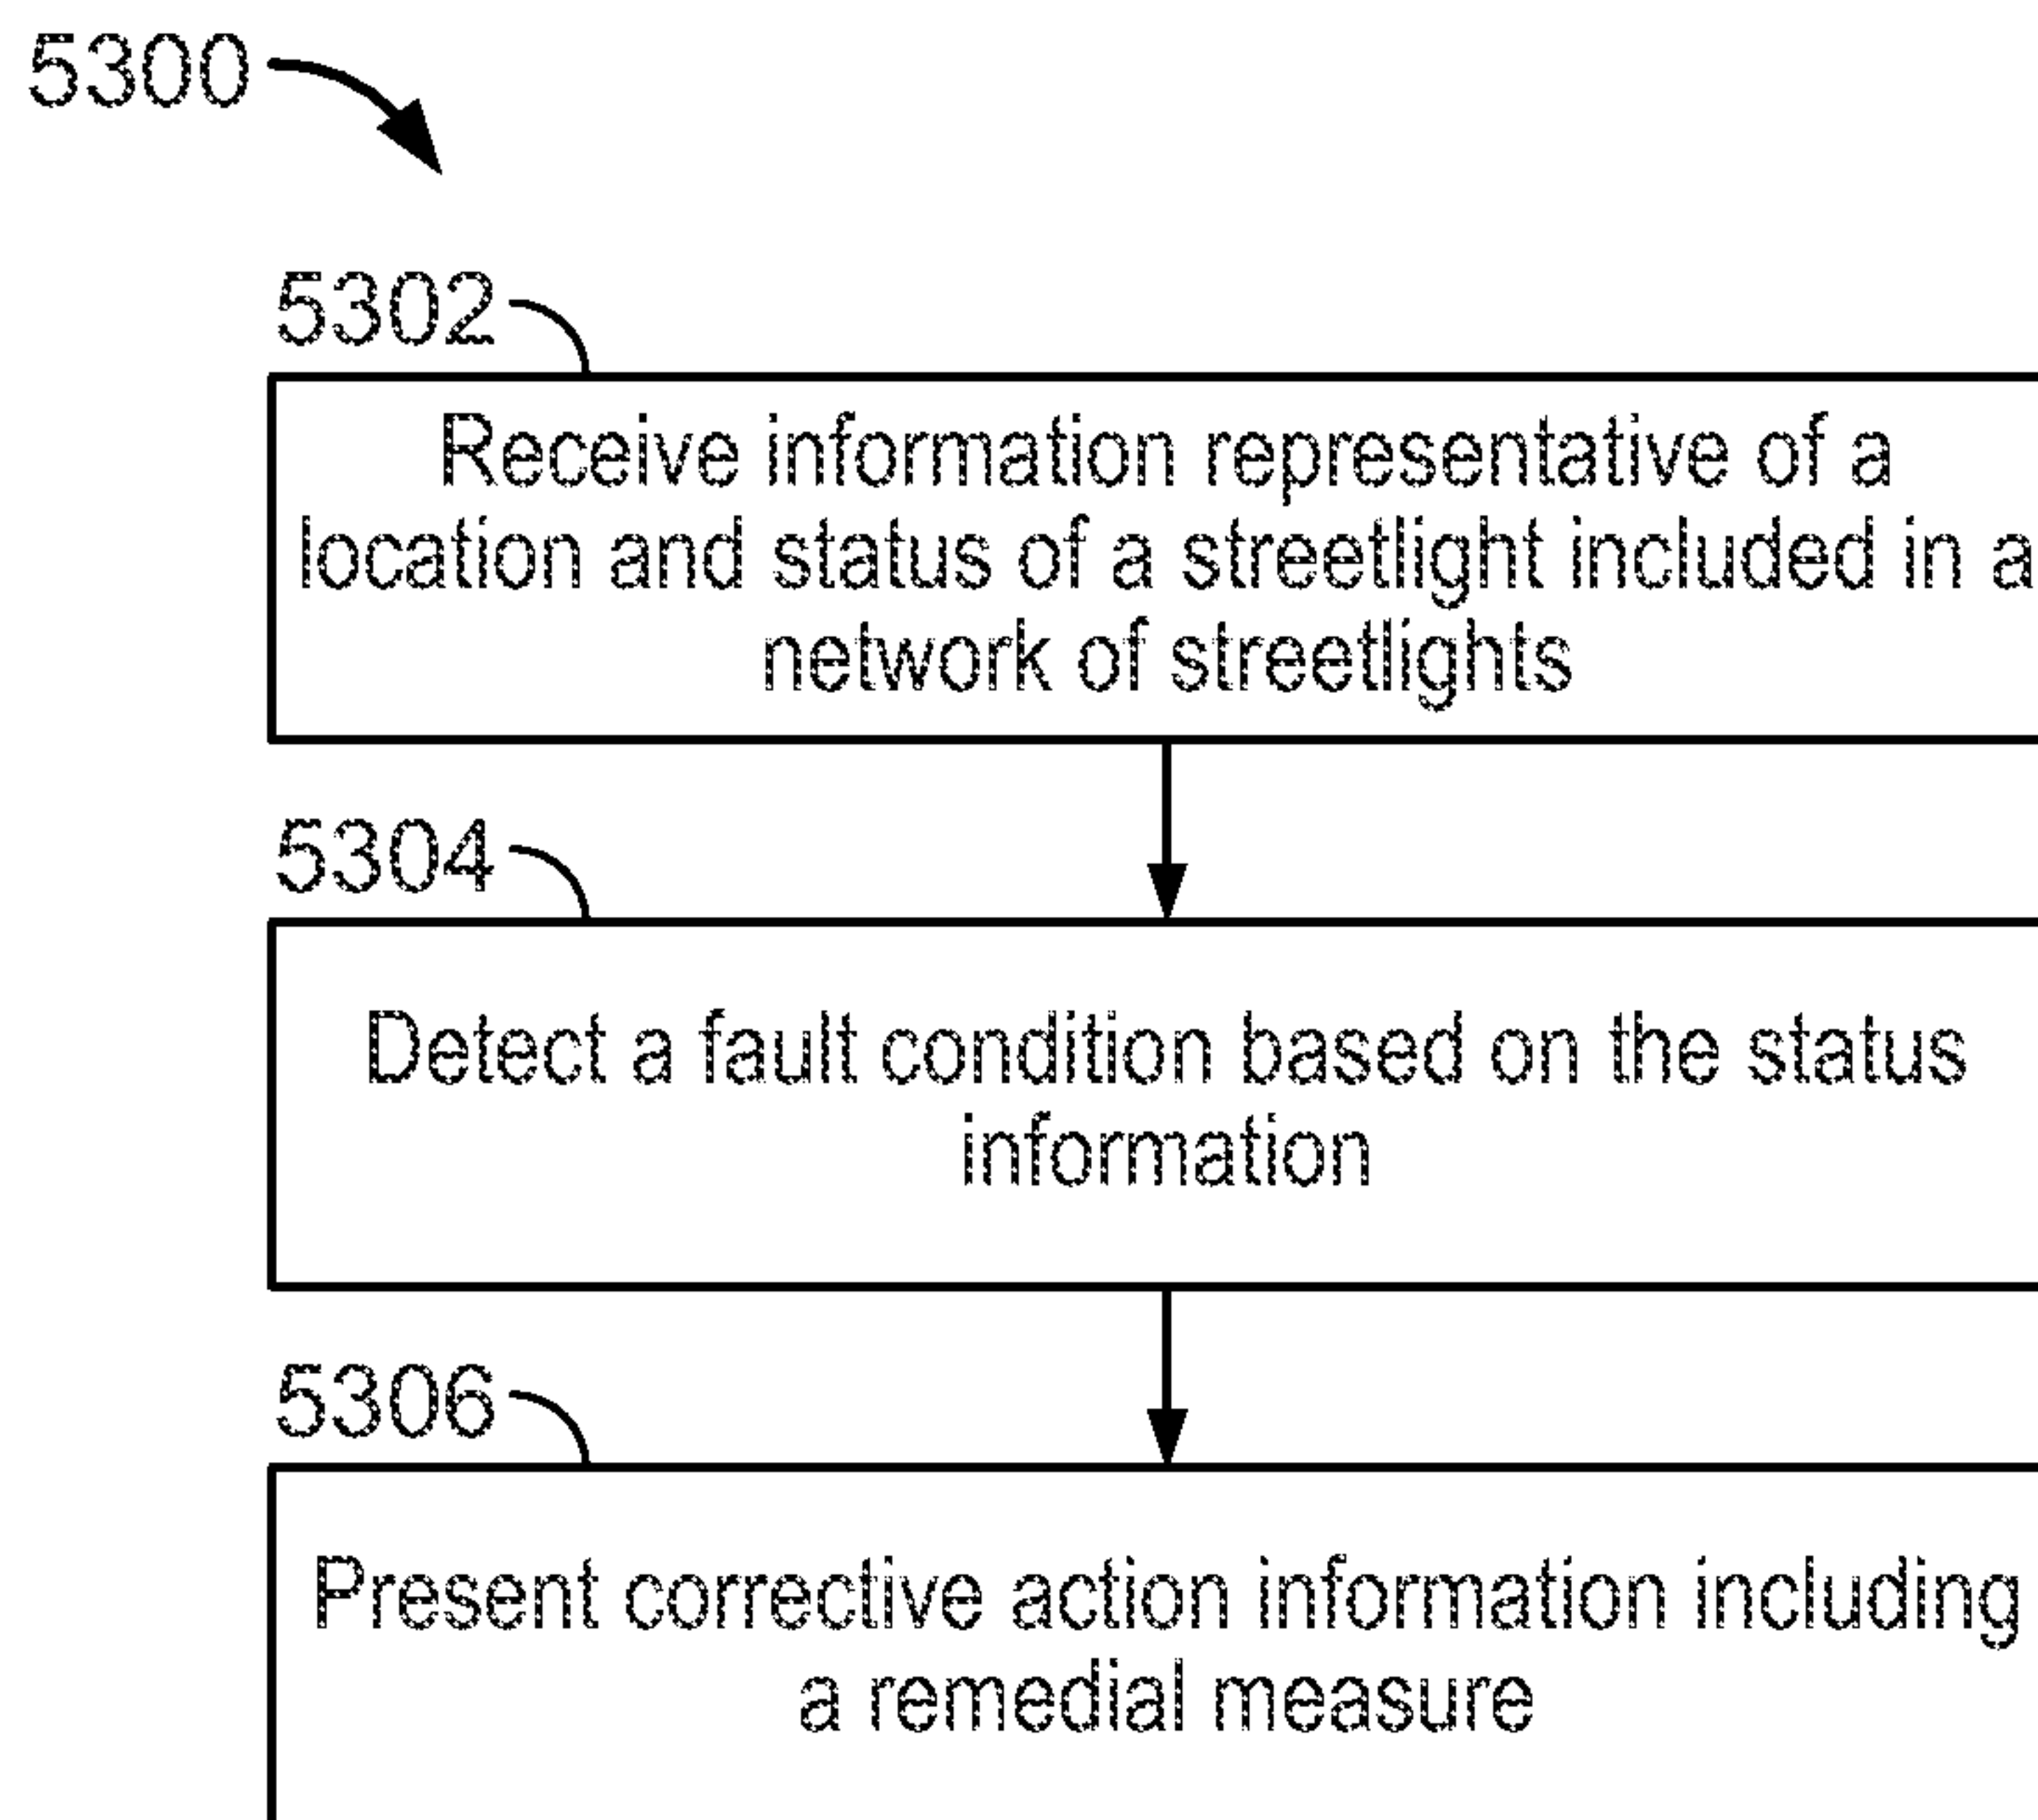 5300
5302
Receive information representative of a
location and status of a streetlight included in a
network of streetlights
5304
Detect a fault condition based on the status
information
5306
Present corrective action information including
a remedial measure